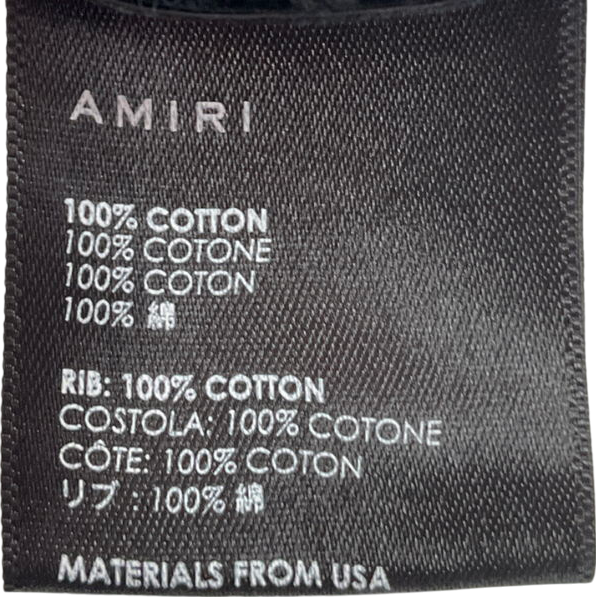 AMIRI
100% COTTON
100% COTONE
100% COTON
100% 綿
RIB: 100% COTTON
COSTOLA: 100% COTONE
CÔTE: 100% COTON
リブ : 100% 綿
MATERIALS FROM USA